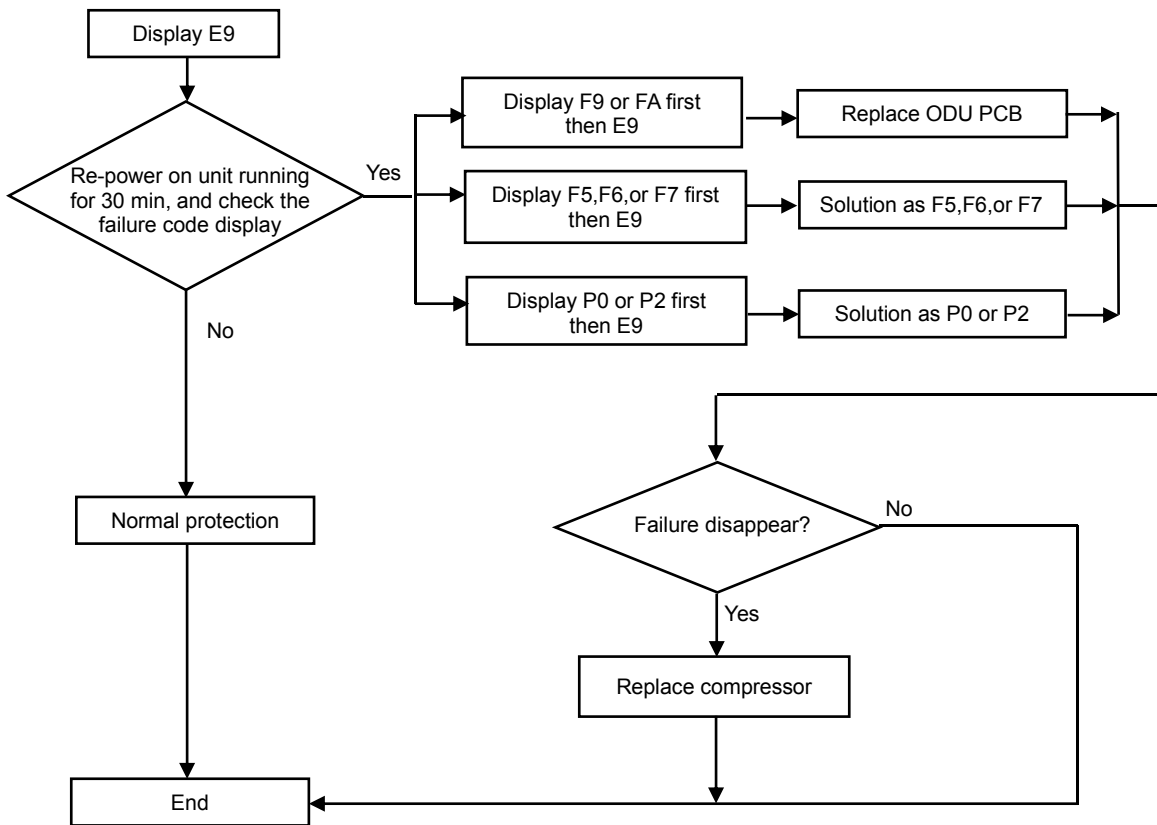 Display E9
Re-power on unit running
for 30 min, and check the
failure code display
Yes
Display F9 or FA first
then E9
Replace ODU PCB
Display F5,F6,or F7 first
then E9
Solution as F5,F6,or F7
Display P0 or P2 first
then E9
Solution as P0 or P2
No
Normal protection
Failure disappear?
No
Yes
Replace compressor
End